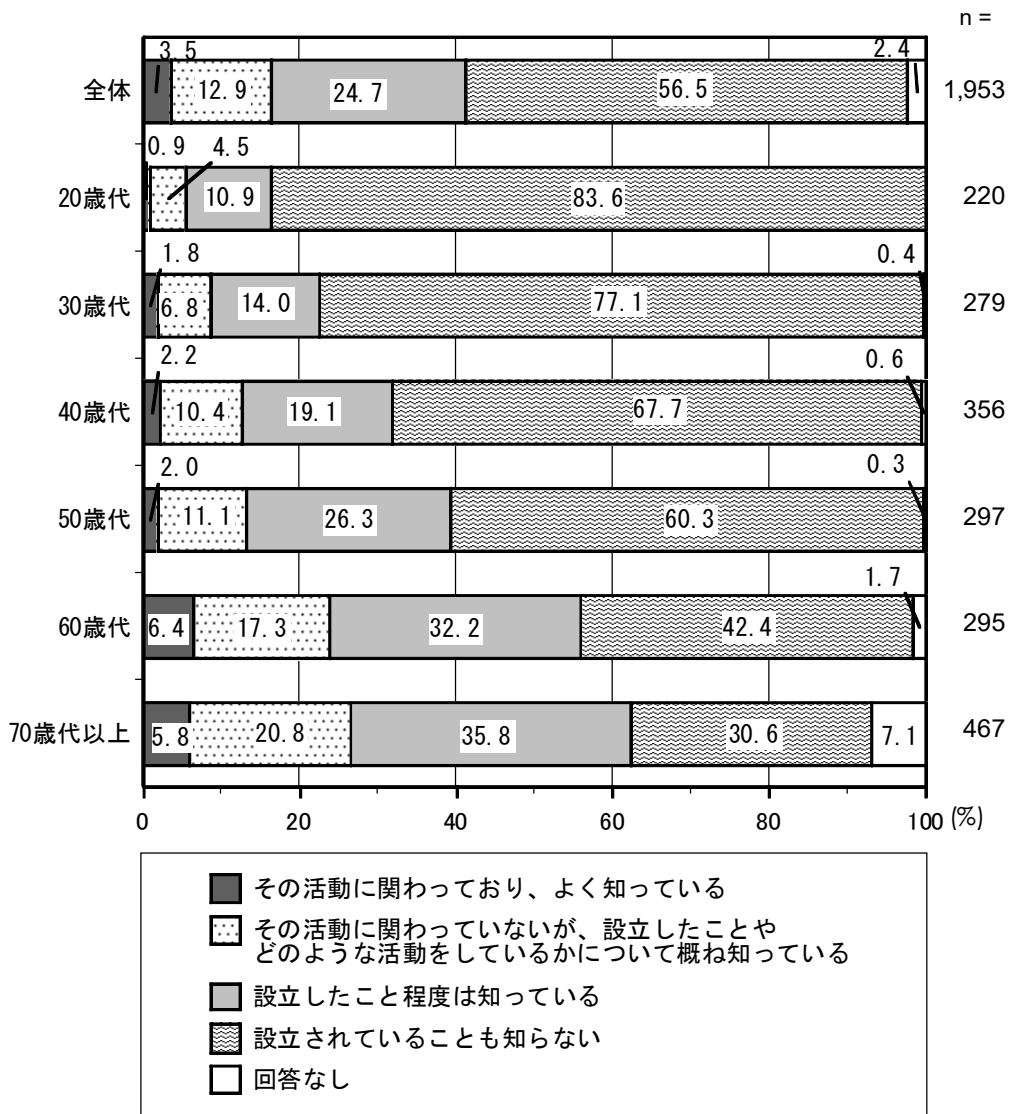 n =
3.5 2.4
全体 12.9 24.7 56.5 1,953
0.9 4.5
20歳代 10.9 83.6 220
1.8 0.4
30歳代 6.8 14.0 77.1 279
2.2 0.6
40歳代 10.4 19.1 67.7 356
2.0 0.3
50歳代 11.1 26.3 60.3 297
1.7
60歳代 6.4 17.3 32.2 42.4 295
70歳代以上 5.8 20.8 35.8 30.6 7.1 467
0 20 40 60 80 100 (%)
その活動に関わっており、よく知っている
その活動に関わっていないが、設立したことや
どのような活動をしているかについて概ね知っている
設立したこと程度は知っている
設立されていることも知らない
回答なし